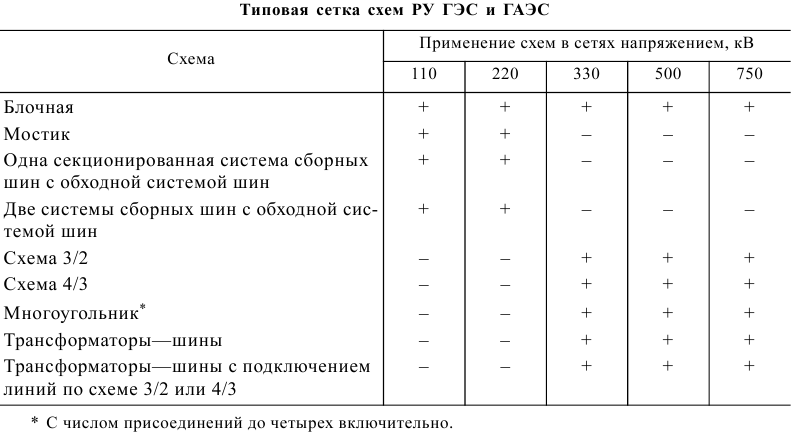 Типовая сетка схем РУ ГЭС и ГАЭС
Схема
Применение схем в сетях напряжением, кВ
110 220 330 500 750
Блочная + + + + +
Мостик + + – – –
Одна секционированная система сборных + + – – –
шин с обходной системой шин
Две системы сборных шин с обходной сис- + + – – –
темой шин
Схема 3/2 – – + + +
Схема 4/3 – – + + +
Многоугольник* – – + + +
Трансформаторы—шины – – + + +
Трансформаторы—шины с подключением – – + + +
линий по схеме 3/2 или 4/3
* С числом присоединений до четырех включительно.